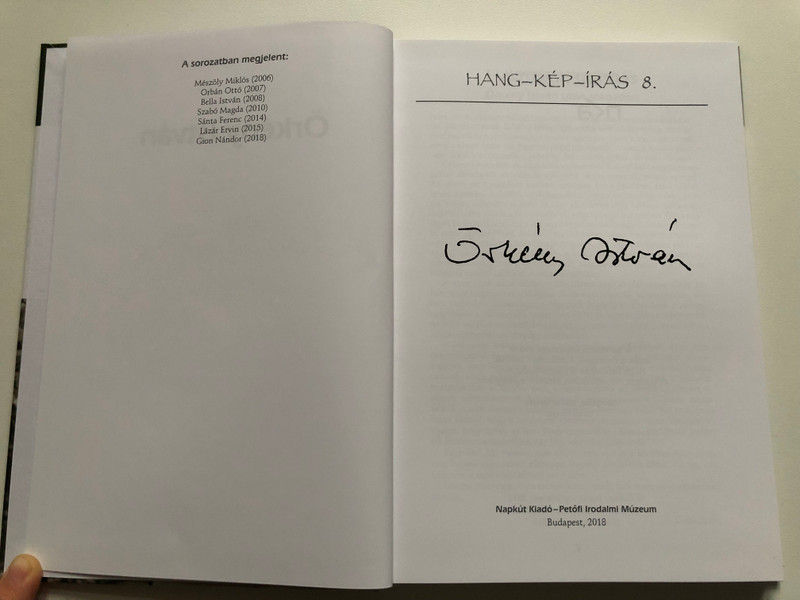 A sorozatban megjelent:
Mészöly Miklós (2006)
Orbán Ottó (2007)
Bella István (2008)
Szabó Magda (2010)
Sánta Ferenc (2014)
Lázár Ervin (2015)
Gion Nándor (2018)
HANG–KÉP–ÍRÁS 8.
Örkény István
Napkút Kiadó – Petőfi Irodalmi Múzeum
Budapest, 2018